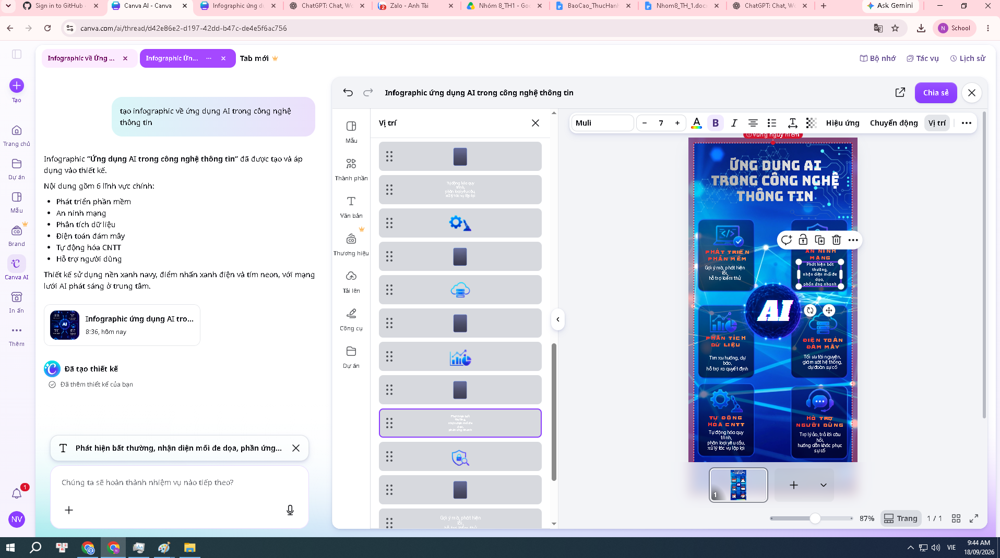 Sign in to GitHub
Canva AI - Canva
Infographic ứng dụ
ChatGPT: Chat, Wo
Zalo - Anh Tài
Nhóm 8_TH1 - Goo
BaoCao_ThucHanh
Nhom8_TH_1.docx
ChatGPT: Chat, Wo
Ask Gemini
canva.com/ai/thread/d42e86e2-d197-42dd-b47c-de4e5f6ac756
N School
Infographic về Ứng ...
Infographic Ứn...
Tab mới
Bộ nhớ
Tác vụ
Lịch sử
Tạo
Trang chủ
Dự án
Mẫu
Brand
Canva AI
In ấn
Thêm
1
NV
tạo infographic về ứng dụng AI trong công nghệ
thông tin
Infographic “Ứng dụng AI trong công nghệ thông tin” đã được tạo và áp
dụng vào thiết kế.
Nội dung gồm 6 lĩnh vực chính:
Phát triển phần mềm
An ninh mạng
Phân tích dữ liệu
Điện toán đám mây
Tự động hóa CNTT
Hỗ trợ người dùng
Thiết kế sử dụng nền xanh navy, điểm nhấn xanh điện và tím neon, với mạng
lưới AI phát sáng ở trung tâm.
Infographic ứng dụng AI tro...
8:36, hôm nay
Đã tạo thiết kế
Đã thêm thiết kế của bạn
Phát hiện bất thường, nhận diện mối đe dọa, phần ứng...
Chúng ta sẽ hoàn thành nhiệm vụ nào tiếp theo?
Infographic ứng dụng AI trong công nghệ thông tin
Chia sẻ
Mẫu
Thành phần
Văn bản
Thương hiệu
Tải lên
Công cụ
Dự án
Vị trí
Tự động hóa quy
trình,
phân loại yêu cầu,
xử lý tác vụ lặp lại
Phát hiện bất
thường,
nhận diện mối đe
dọa,
phản ứng nhanh
Gợi ý mã, phát hiện
lỗi,
hỗ trợ kiểm thử
Muli
7
A
B
I
Hiệu ứng
Chuyển động
Vị trí
Vùng nguy hiểm
ỨNG DỤNG AI
TRONG CÔNG NGHỆ
THÔNG TIN
PHÁT TRIỂN
PHẦN MỀM
Gợi ý mã, phát hiện
lỗi,
hỗ trợ kiểm thử
AN NINH
MẠNG
Phát hiện bất
thường,
nhận diện mối đe
dọa,
phản ứng nhanh
AI
PHÂN TÍCH
DỮ LIỆU
Tìm xu hướng, dự
báo,
hỗ trợ ra quyết định
ĐIỆN TOÁN
ĐÁM MÂY
Tối ưu tài nguyên,
giám sát hệ thống,
dự đoán sự cố
TỰ ĐỘNG
HÓA CNTT
Tự động hóa quy
trình,
phân loại yêu cầu,
xử lý tác vụ lặp lại
HỖ TRỢ
NGƯỜI DÙNG
Trợ lý ảo, trả lời câu
hỏi,
hướng dẫn khắc phục
sự cố
1
87%
Trang
1 / 1
VIE
9:44 AM
18/09/2026